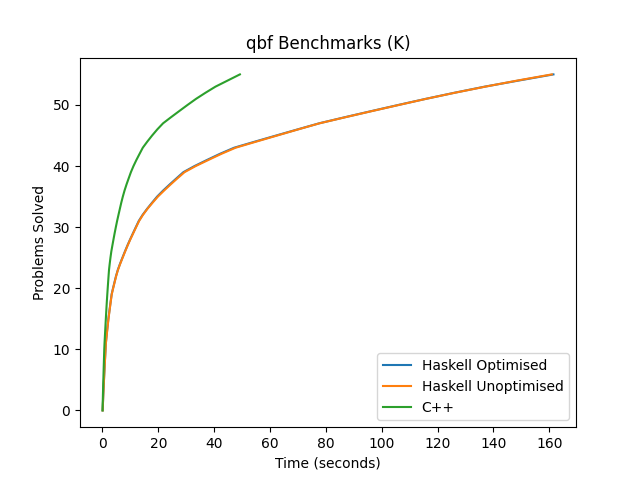 qbf Benchmarks (K)
Problems Solved
50
40
30
20
10
0
0 20 40 60 80 100 120 140 160
Time (seconds)
Haskell Optimised
Haskell Unoptimised
C++